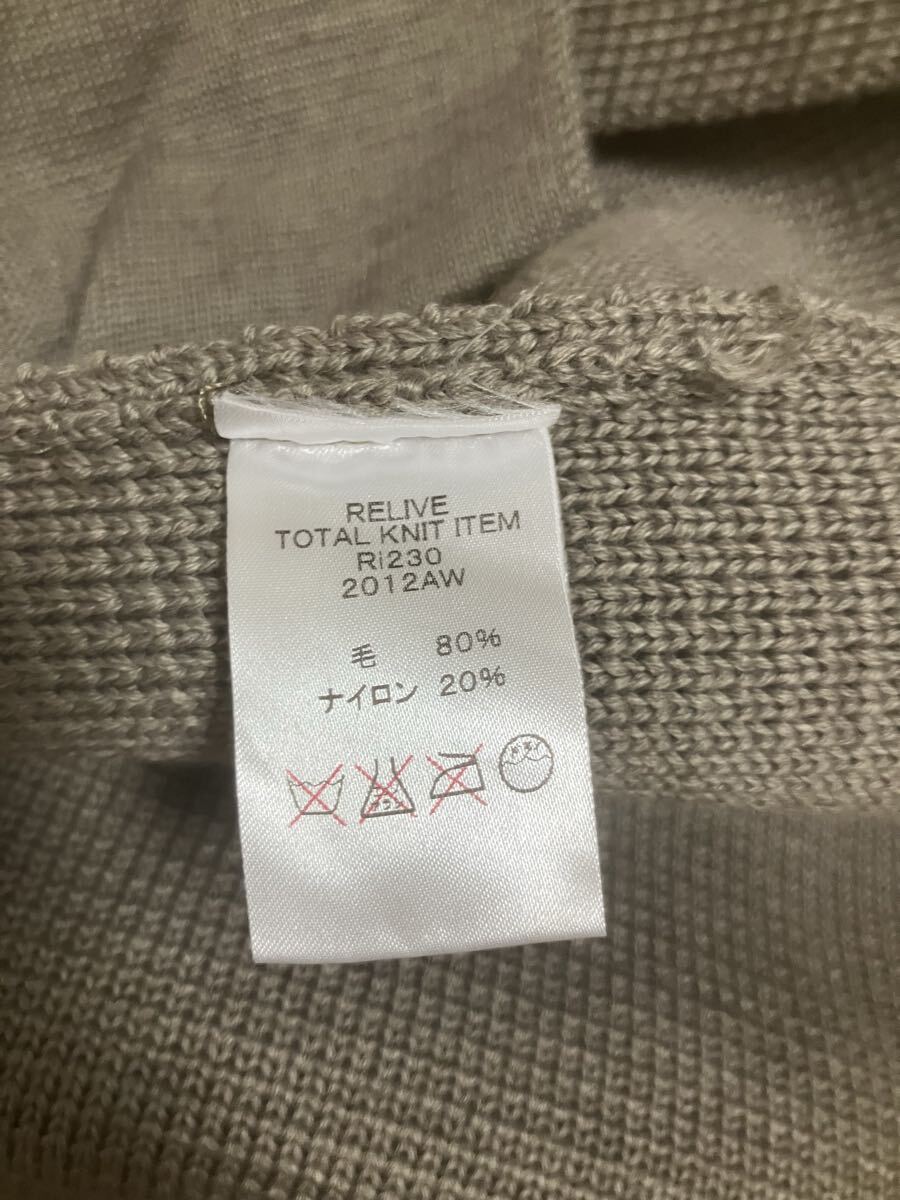 RELIVE
TOTAL KNIT ITEM
Ri230
2012AW
毛 80%
ナイロン 20%